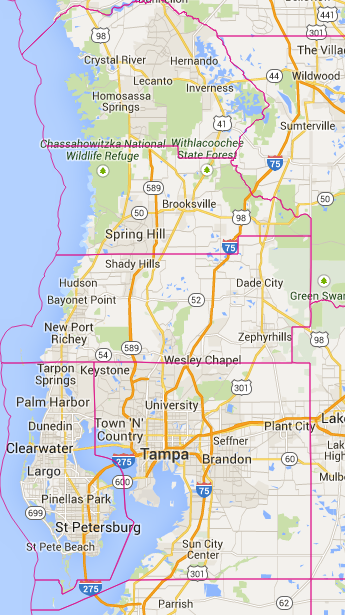 441
98
301
The Villa
Crystal River
Hernando
Lecanto
Inverness
44
Wildwood
Homosassa
Springs
41
Sumterville
Chassahowitzka National
Wildlife Refuge
Withlacoochee
State Forest
75
589
50
Brooksville
98
50
Spring Hill
75
Shady Hills
Hudson
Dade City
Bayonet Point
52
Green Swa
New Port
Richey
Zephyrhills
98
589
54
Wesley Chapel
Tarpon
Springs
Keystone
301
Palm Harbor
University
Dunedin
Town 'N'
Country
Plant City
Lake
Seffner
Clearwater
Tampa
Brandon
60
Lak
High
275
Largo
600
Mulbe
75
Pinellas Park
699
St Petersburg
St Pete Beach
Sun City
Center
301
275
Parrish
62